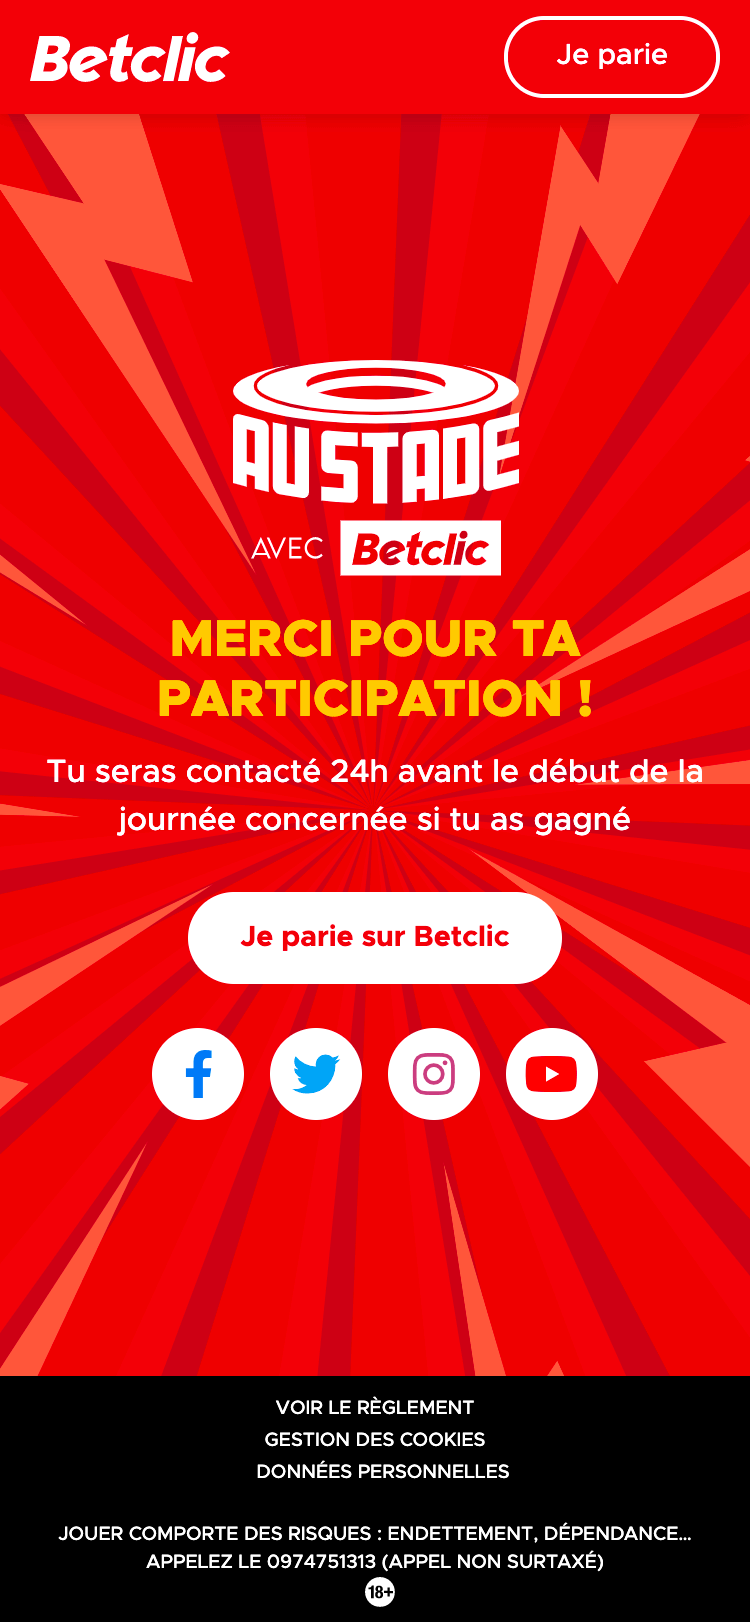 Betclic
Je parie
AU STADE
AVEC Betclic
MERCI POUR TA
PARTICIPATION !
Tu seras contacté 24h avant le début de la
journée concernée si tu as gagné
Je parie sur Betclic
VOIR LE RÈGLEMENT
GESTION DES COOKIES
DONNÉES PERSONNELLES
JOUER COMPORTE DES RISQUES : ENDETTEMENT, DÉPENDANCE...
APPELEZ LE 0974751313 (APPEL NON SURTAXÉ)
18+